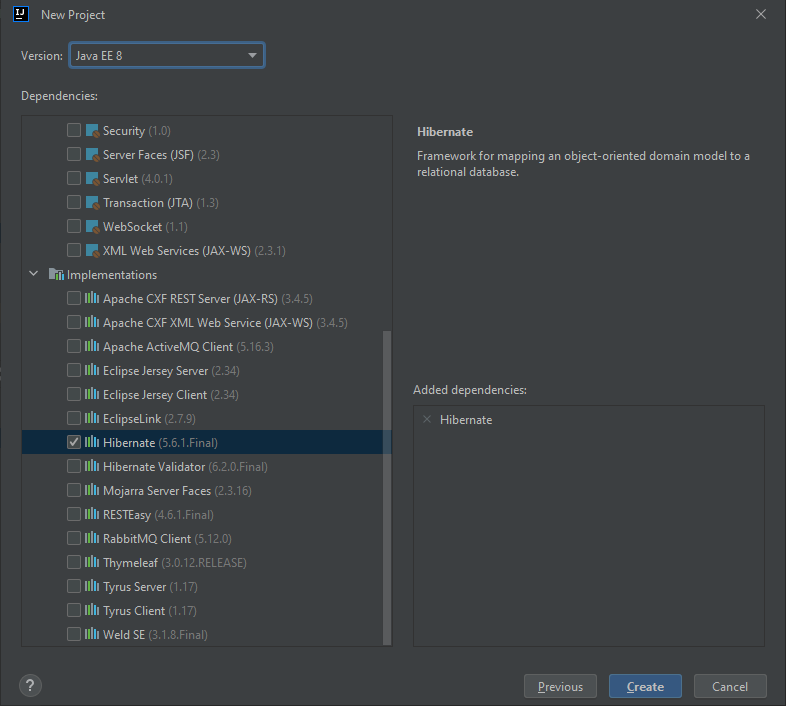 IJ New Project
Version: Java EE 8
Dependencies:
Security (1.0)
Server Faces (JSF) (2.3)
Servlet (4.0.1)
Transaction (JTA) (1.3)
WebSocket (1.1)
XML Web Services (JAX-WS) (2.3.1)
Implementations
Apache CXF REST Server (JAX-RS) (3.4.5)
Apache CXF XML Web Service (JAX-WS) (3.4.5)
Apache ActiveMQ Client (5.16.3)
Eclipse Jersey Server (2.34)
Eclipse Jersey Client (2.34)
EclipseLink (2.7.9)
Hibernate (5.6.1.Final)
Hibernate Validator (6.2.0.Final)
Mojarra Server Faces (2.3.16)
RESTEasy (4.6.1.Final)
RabbitMQ Client (5.12.0)
Thymeleaf (3.0.12.RELEASE)
Tyrus Server (1.17)
Tyrus Client (1.17)
Weld SE (3.1.8.Final)
Hibernate
Framework for mapping an object-oriented domain model to a
relational database.
Added dependencies:
Hibernate
?
Previous
Create
Cancel